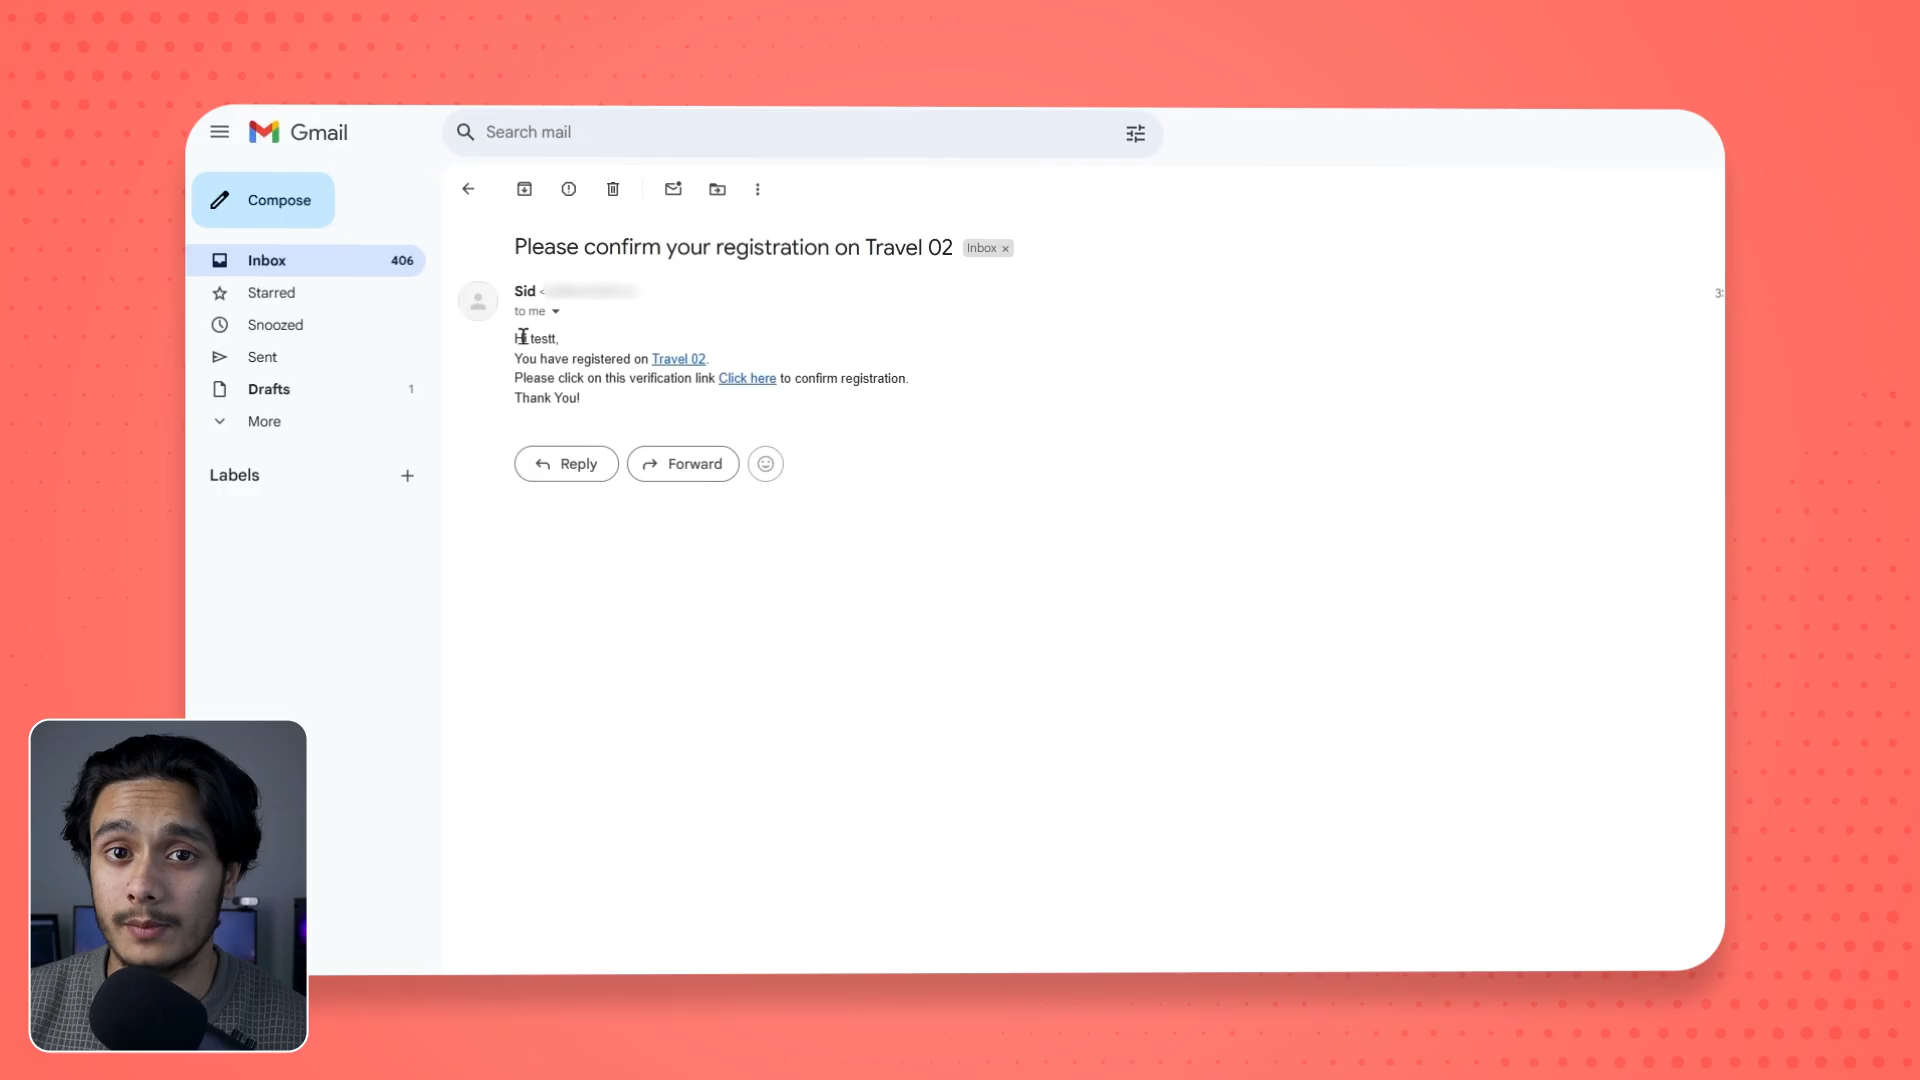 Gmail
Search mail
Compose
Inbox 406
Starred
Snoozed
Sent
Drafts 1
More
Labels
Please confirm your registration on Travel 02 Inbox ×
Sid <
3:
to me
Hi testt,
You have registered on Travel 02.
Please click on this verification link Click here to confirm registration.
Thank You!
Reply
Forward